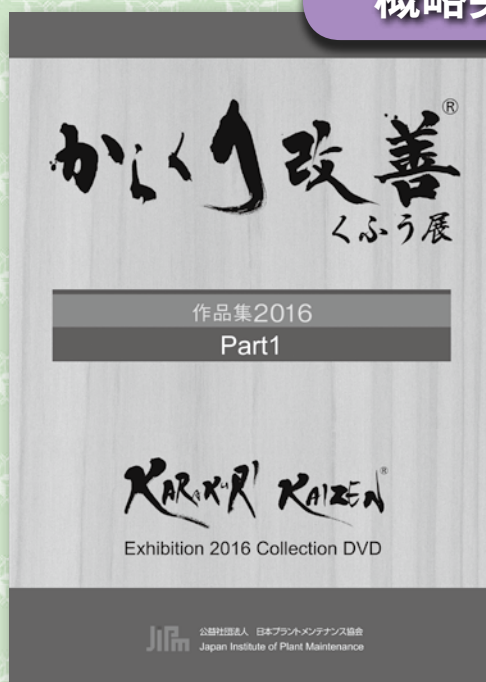 概略
からくり改善®
くふう展
作品集2016
Part1
KARAKURI KAIZEN®
Exhibition 2016 Collection DVD
JIPM
公益社団法人 日本プラントメンテナンス協会
Japan Institute of Plant Maintenance